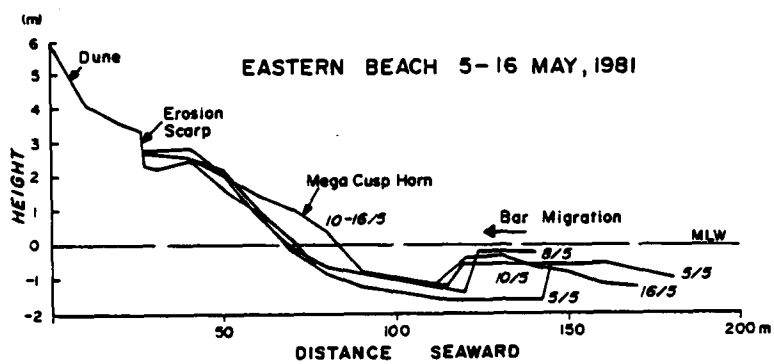 (m)
6
5
4
3
2
1
0
-1
-2
HEIGHT
Dune
EASTERN BEACH 5-16 MAY, 1981
Erosion
Scarp
Mega Cusp Horn
10-16/5
Bar Migration
MLW
8/5
10/5
5/5
5/5
16/5
50
100
150
200 m
DISTANCE SEAWARD